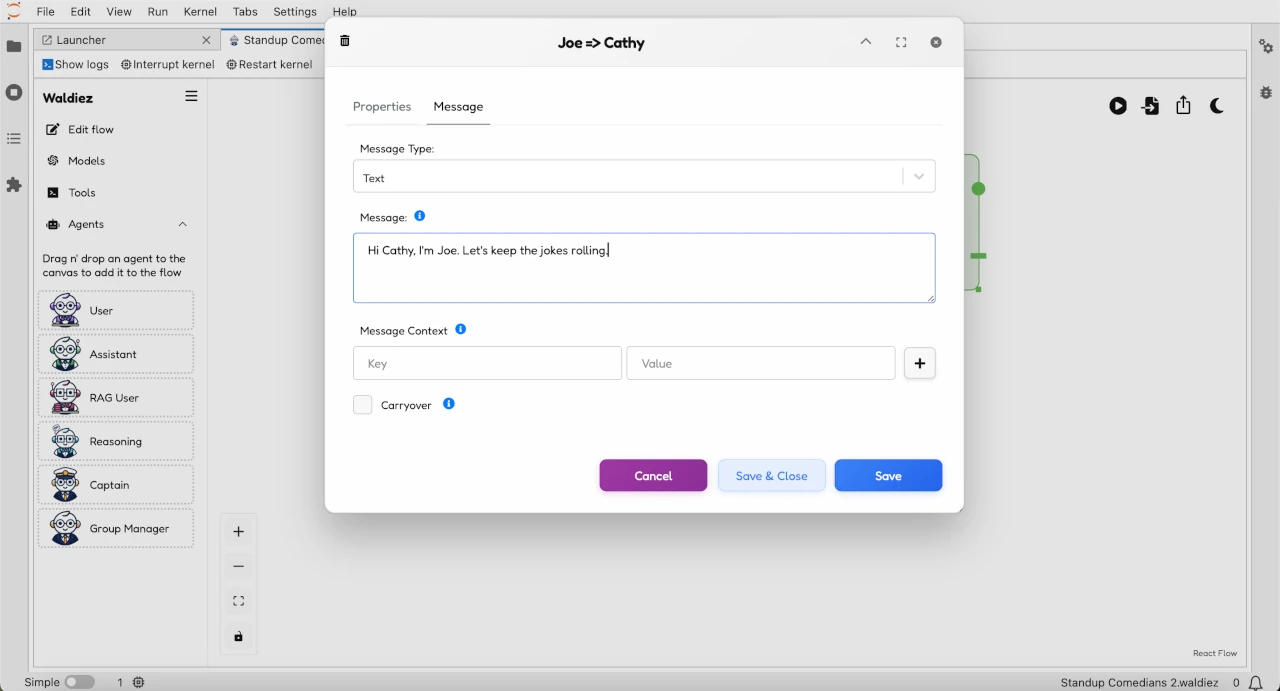 File Edit View Run Kernel Tabs Settings Help
Launcher
Standup Come
Show logs Interrupt kernel Restart kernel
Waldiez
Edit flow
Models
Tools
Agents
Drag n' drop an agent to the
canvas to add it to the flow
User
Assistant
RAG User
Reasoning
Captain
Group Manager
Joe => Cathy
Properties Message
Message Type:
Text
Message:
Hi Cathy, I'm Joe. Let's keep the jokes rolling.
Message Context
Key Value
Carryover
Cancel Save & Close Save
React Flow
Simple 1 Standup Comedians 2.waldiez 0